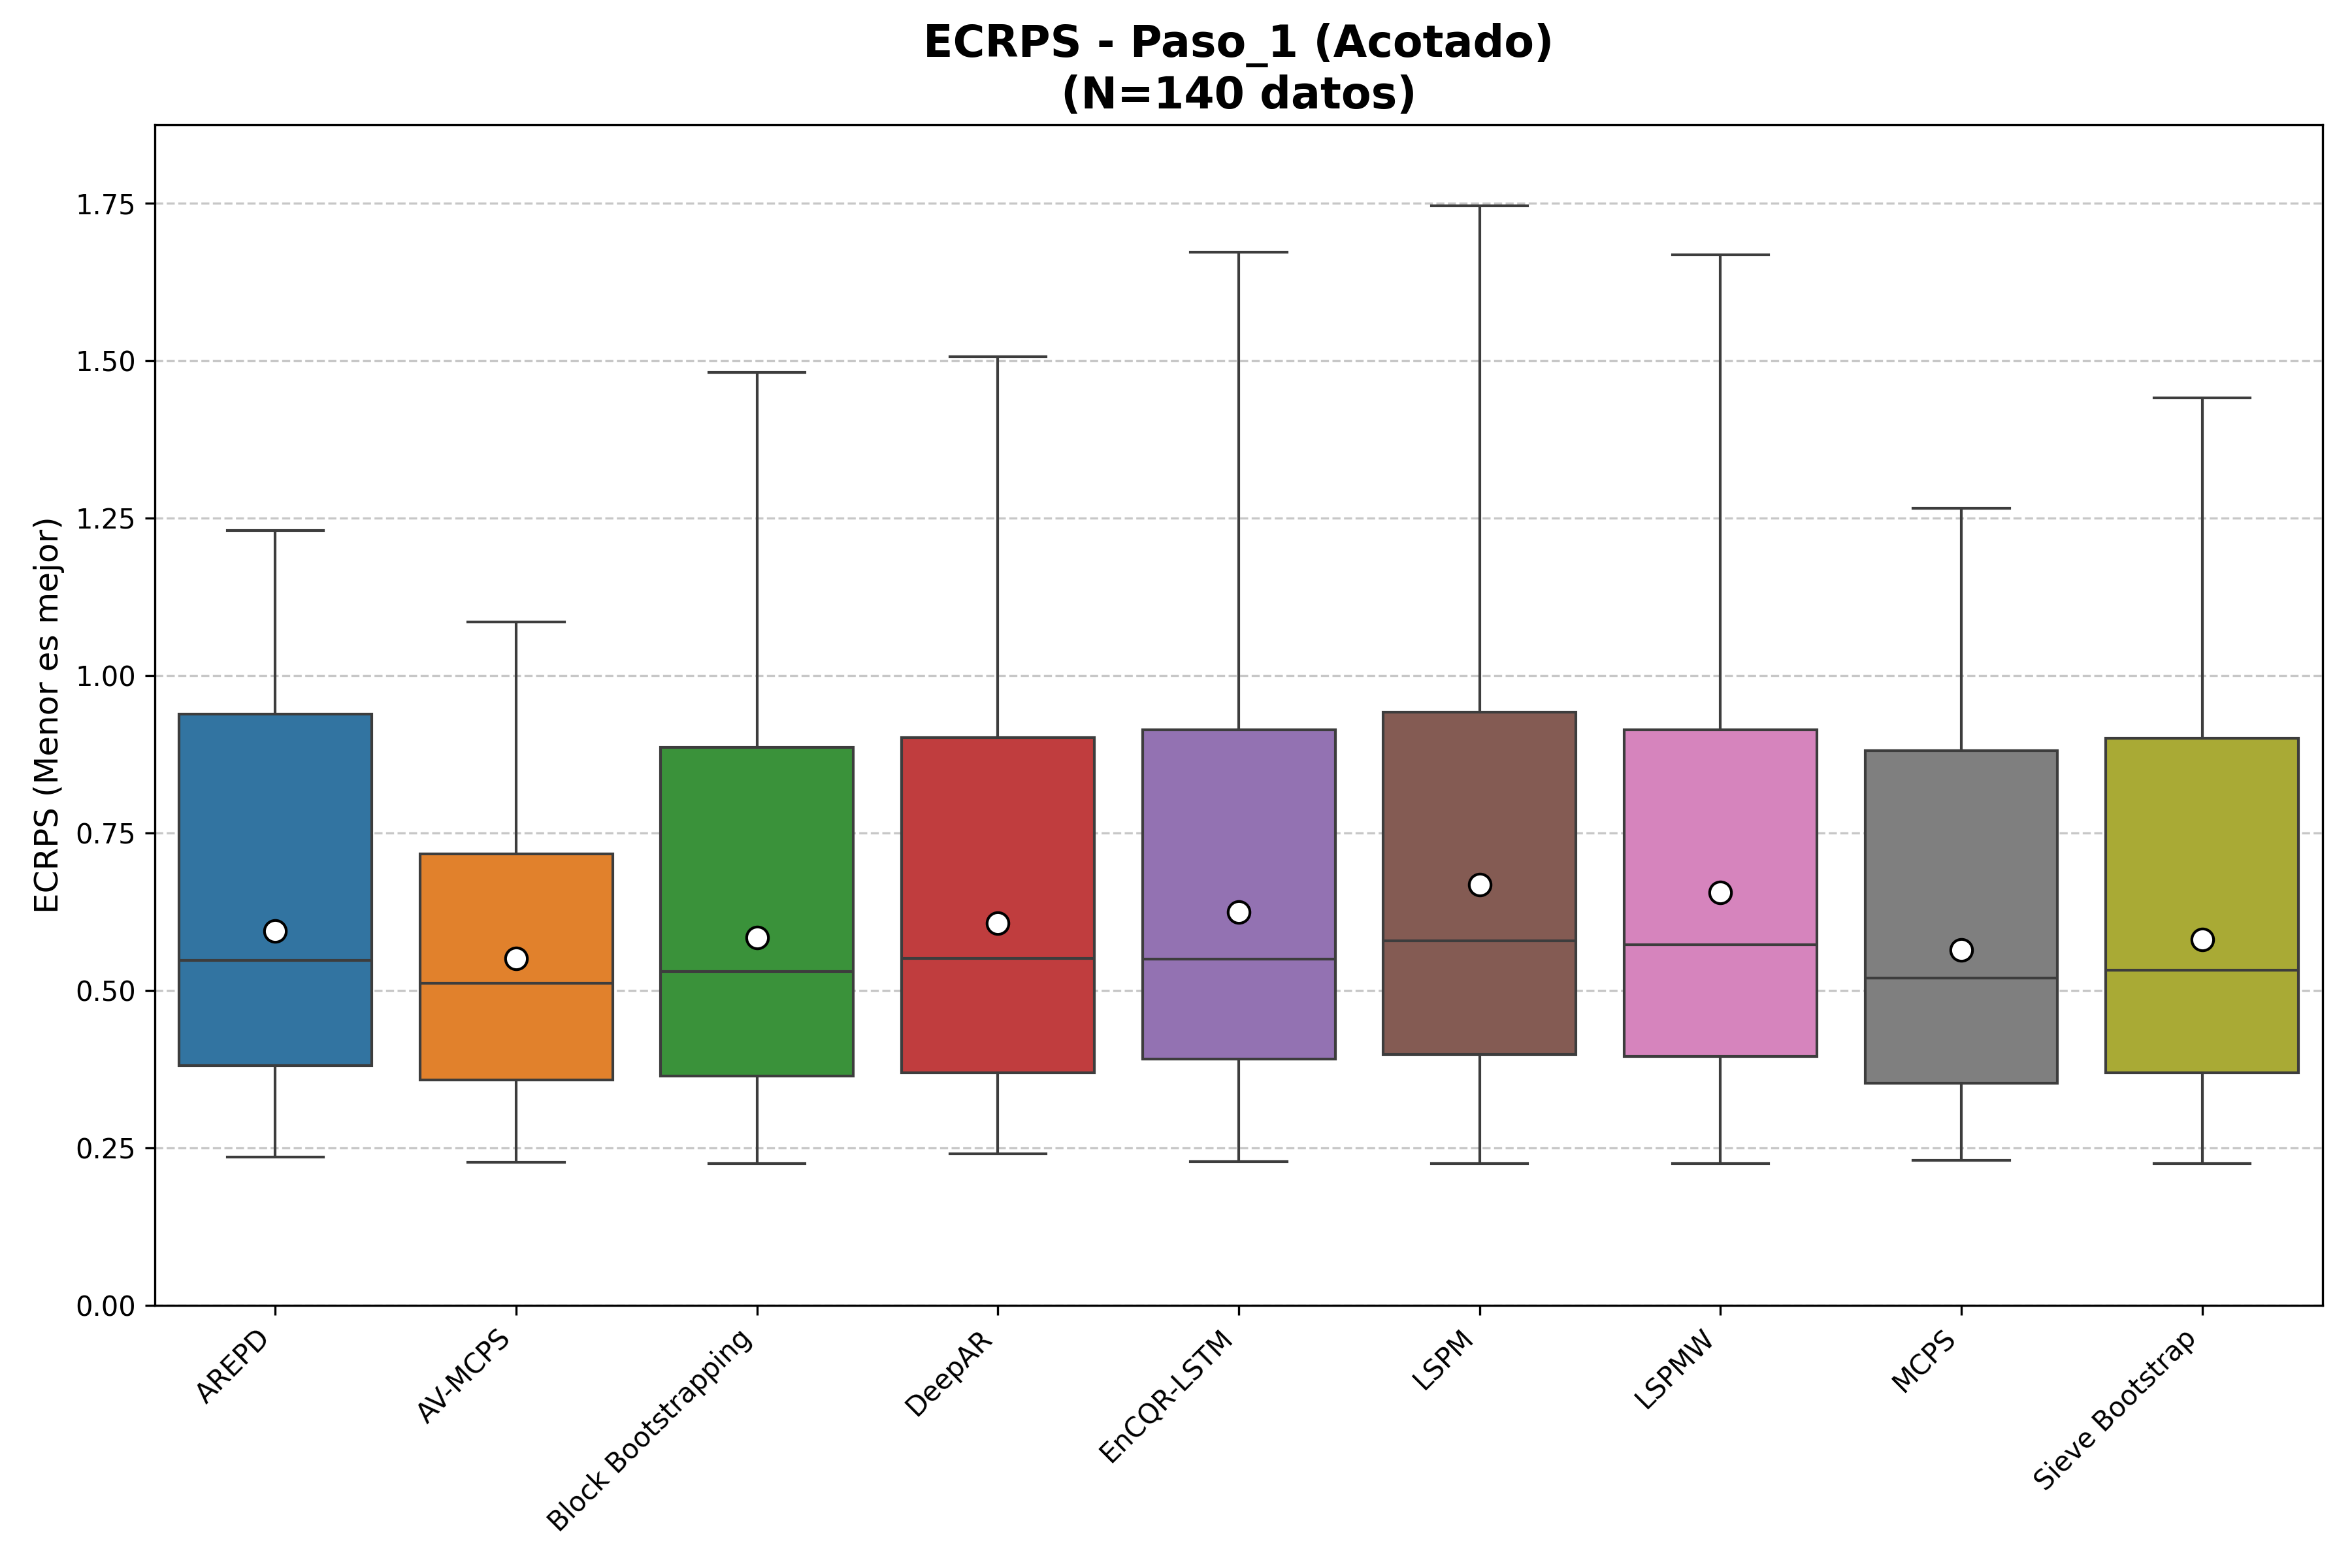 ECRPS - Paso_1 (Acotado)
(N=140 datos)
ECRPS (Menor es mejor)
1.75
1.50
1.25
1.00
0.75
0.50
0.25
0.00
AREPD
AV-MCPS
Block Bootstrapping
DeepAR
EnCQR-LSTM
LSPM
LSPMW
MCPS
Sieve Bootstrap